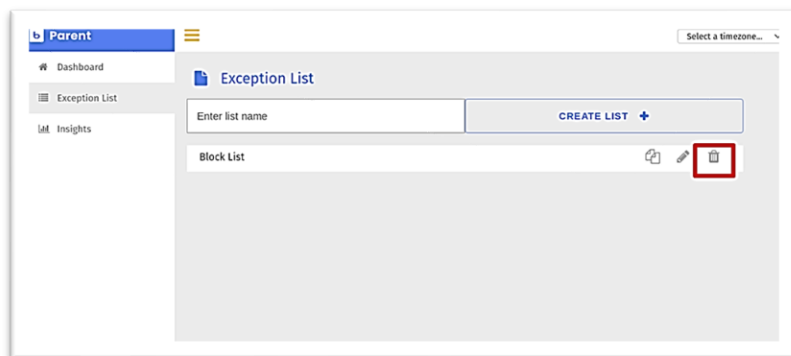 b Parent
Select a timezone...
Dashboard
Exception List
Insights
Exception List
Enter list name
CREATE LIST +
Block List